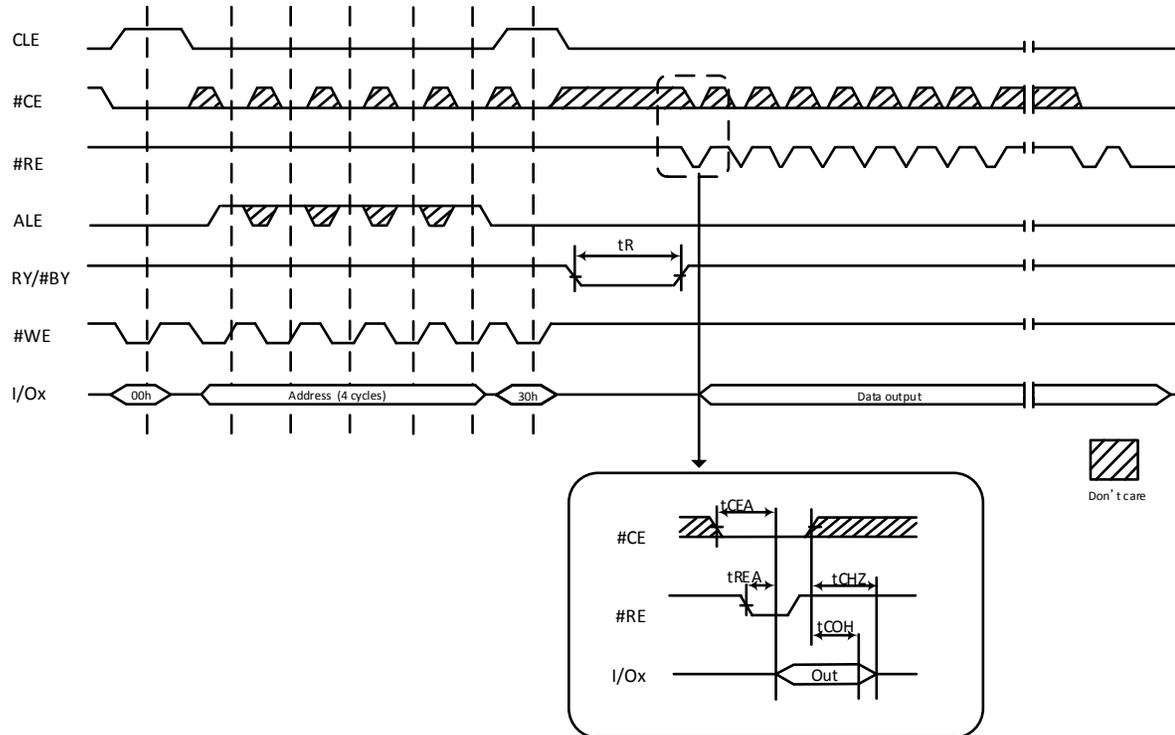 CLE
#CE
#RE
ALE
tR
RY/#BY
#WE
I/Ox
00h
Address (4 cycles)
30h
Data output
Don't care
tCEA
#CE
tREA
tCHZ
#RE
tCOH
I/Ox
Out